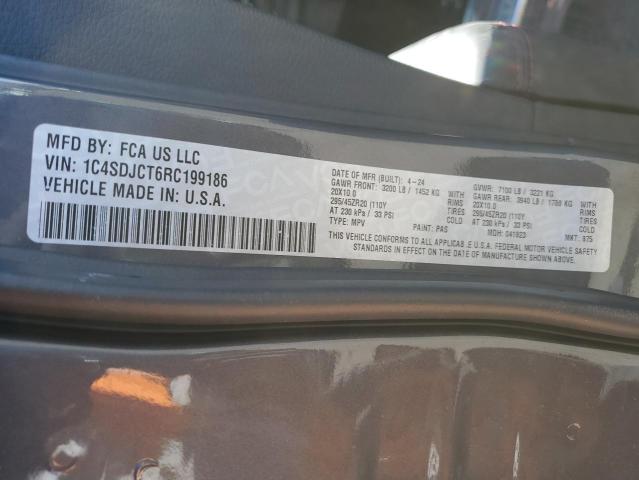 MFD BY: FCA US LLC
VIN: 1C4SDJCT6RC199186
VEHICLE MADE IN U.S.A.
DATE OF MFR (BUILT): 4-24
GVWR: 7100 LB / 3221 KG
GAWR FRONT: 3200 LB / 1452 KG WITH
GAWR REAR: 3940 LB / 1788 KG WITH
20X10.0 RIMS
20X10.0 RIMS
295/45ZR20 (110Y TIRES
295/45ZR20 (110Y TIRES
AT 230 kPa / 33 PSI COLD
AT 230 kPa / 33 PSI COLD
TYPE: MPV PAINT: PAS MDH: 041823 MKT: 975
THIS VEHICLE CONFORMS TO ALL APPLICAB E U.S.A. FEDERAL MOTOR VEHICLE SAFETY
STANDARDS IN EFFECT ON THE DATE OF MANUFACTURE SHOWN ABOVE.